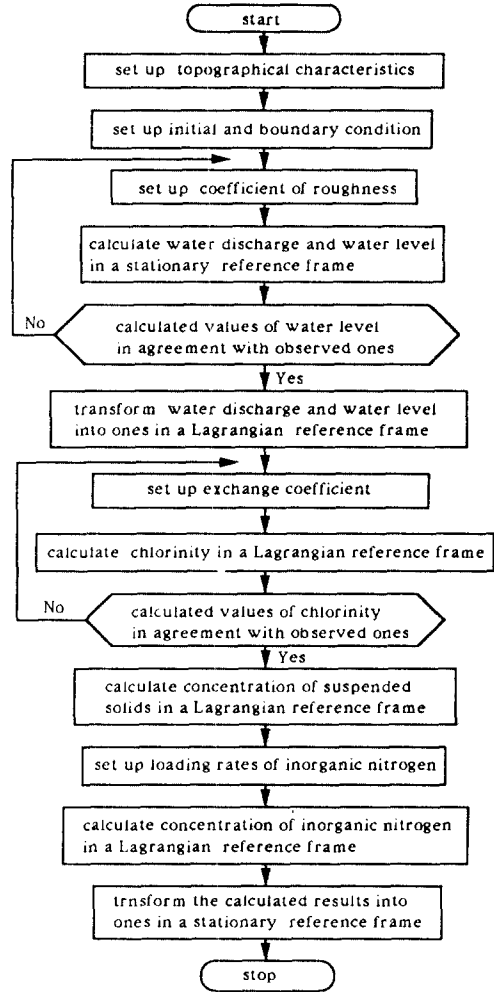 start
set up topographical characteristics
set up initial and boundary condition
set up coefficient of roughness
calculate water discharge and water level
in a stationary reference frame
No
calculated values of water level
in agreement with observed ones
Yes
transform water discharge and water level
into ones in a Lagrangian reference frame
set up exchange coefficient
calculate chlorinity in a Lagrangian reference frame
No
calculated values of chlorinity
in agreement with observed ones
Yes
calculate concentration of suspended
solids in a Lagrangian reference frame
set up loading rates of inorganic nitrogen
calculate concentration of inorganic nitrogen
in a Lagrangian reference frame
trnsform the calculated results into
ones in a stationary reference frame
stop